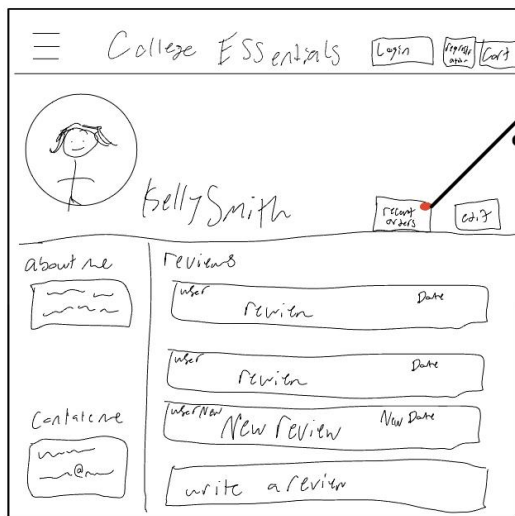 College ESSentials
Login
Cart
Kelly Smith
recent
orders
edit
about me
reviews
user
Date
review
user
Date
review
user New
New Date
New review
Contate me
@
write a review